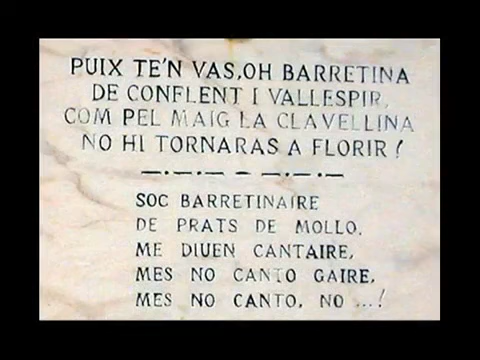 PUIX TE'N VAS,OH BARRETINA
DE CONFLENT I VALLESPIR,
COM PEL MAIG LA CLAVELLINA
NO HI TORNARAS A FLORIR!
SOC BARRETINAIRE
DE PRATS DE MOLLO.
ME DIUEN CANTAIRE,
MES NO CANTO GAIRE,
MES NO CANTO, NO ...!